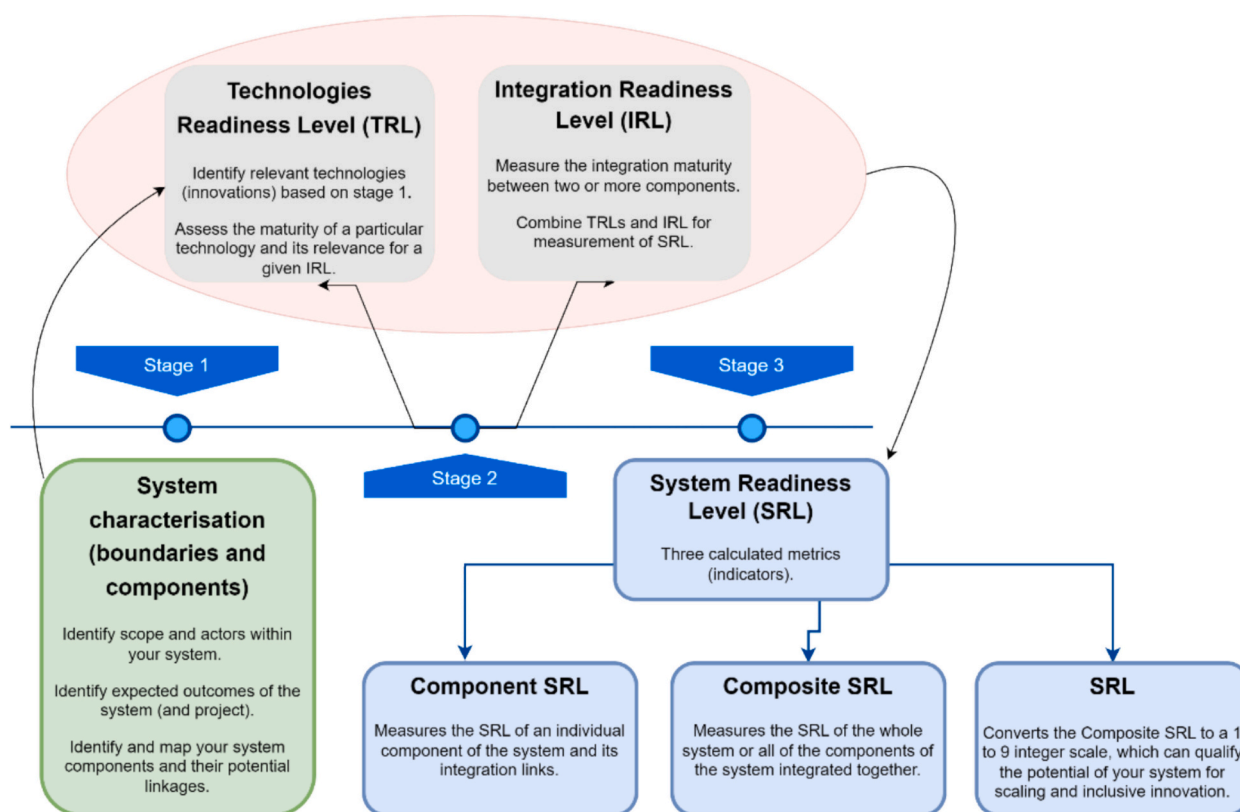 Technologies
Readiness Level (TRL)
Identify relevant technologies
(innovations) based on stage 1.
Assess the maturity of a particular
technology and its relevance for a
given IRL.
Integration Readiness
Level (IRL)
Measure the integration maturity
between two or more components.
Combine TRLs and IRL for
measurement of SRL.
Stage 1
Stage 3
Stage 2
System
characterisation
(boundaries and
components)
Identify scope and actors within
your system.
Identify expected outcomes of the
system (and project).
Identify and map your system
components and their potential
linkages.
System Readiness
Level (SRL)
Three calculated metrics
(indicators).
Component SRL
Measures the SRL of an individual
component of the system and its
integration links.
Composite SRL
Measures the SRL of the whole
system or all of the components of
the system integrated together.
SRL
Converts the Composite SRL to a 1
to 9 integer scale, which can qualify
the potential of your system for
scaling and inclusive innovation.